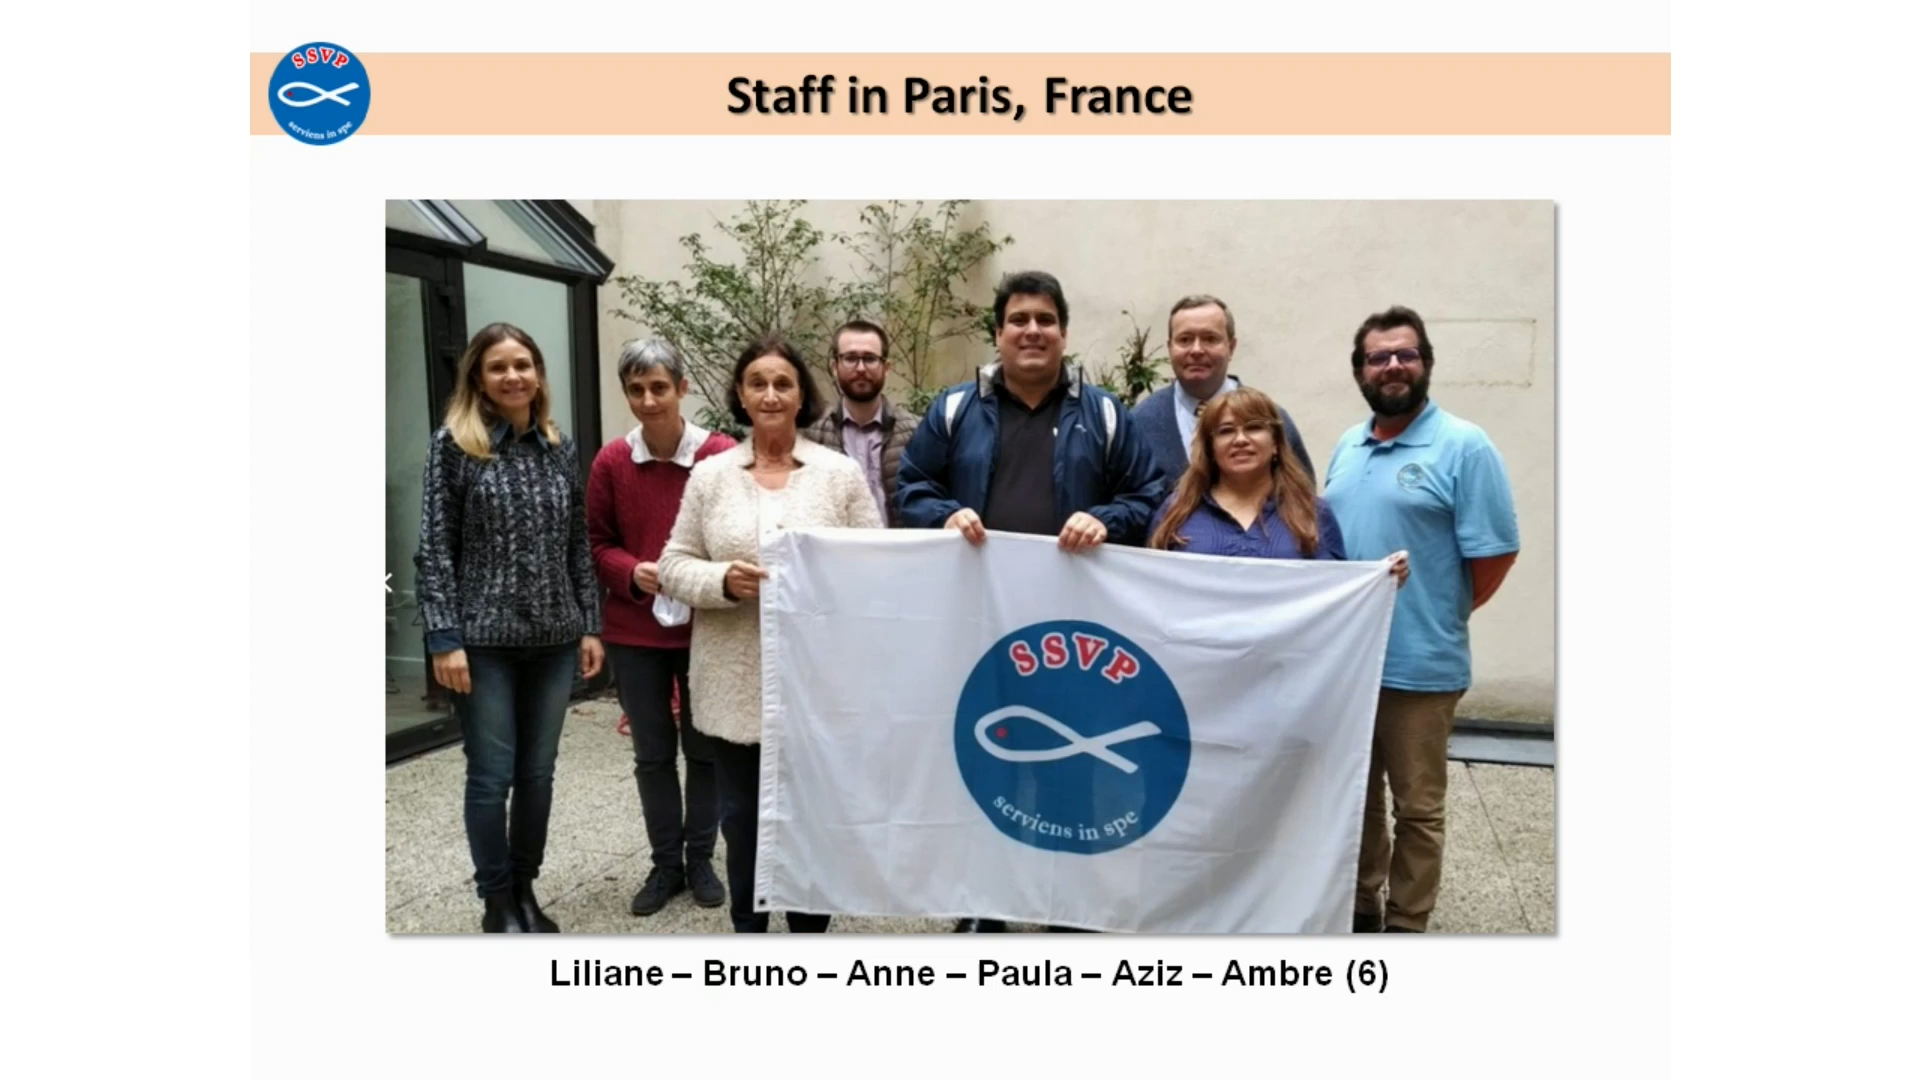 SSVP
serviens in spe
Staff in Paris, France
SSVP
serviens in spe
Liliane – Bruno – Anne – Paula – Aziz – Ambre (6)